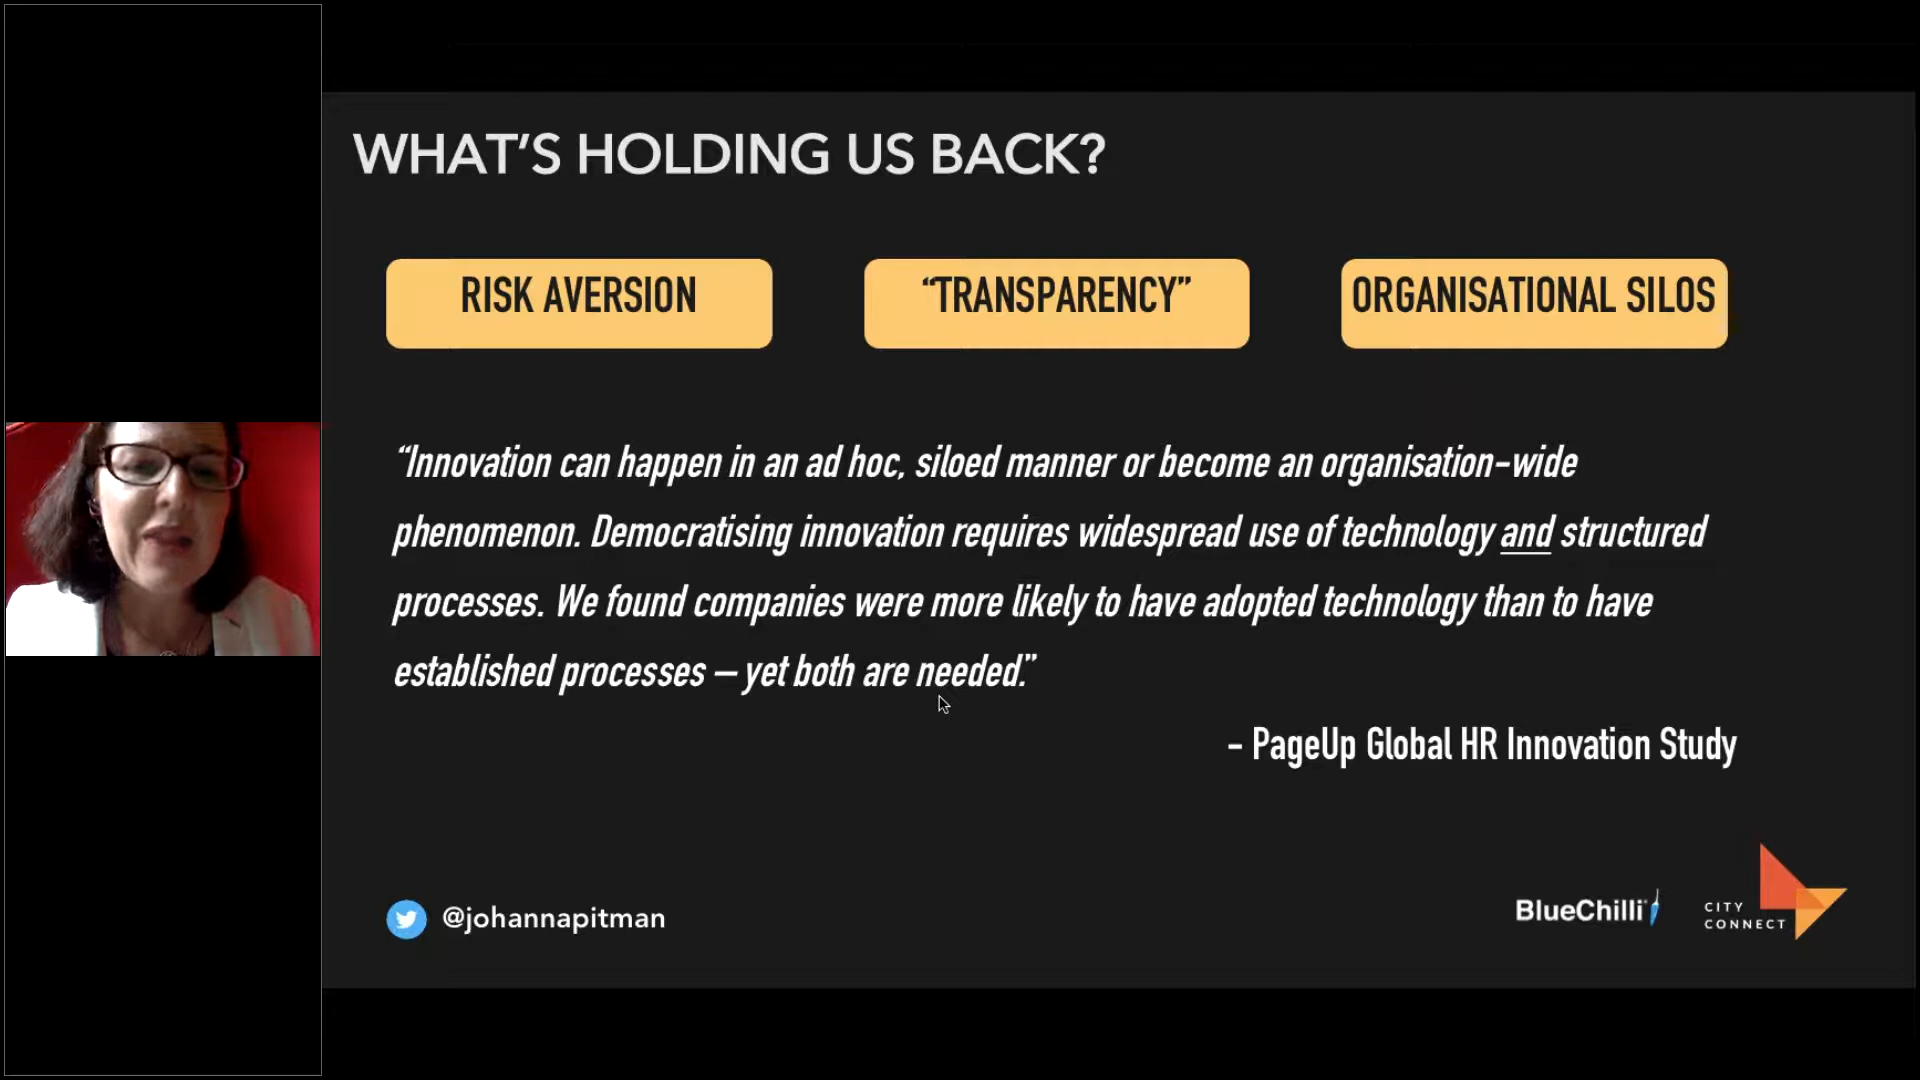 WHAT’S HOLDING US BACK?
RISK AVERSION
“TRANSPARENCY”
ORGANISATIONAL SILOS
“Innovation can happen in an ad hoc, siloed manner or become an organisation-wide
phenomenon. Democratising innovation requires widespread use of technology and structured
processes. We found companies were more likely to have adopted technology than to have
established processes – yet both are needed.”
- PageUp Global HR Innovation Study
@johannapitman
BlueChilli
CITY
CONNECT